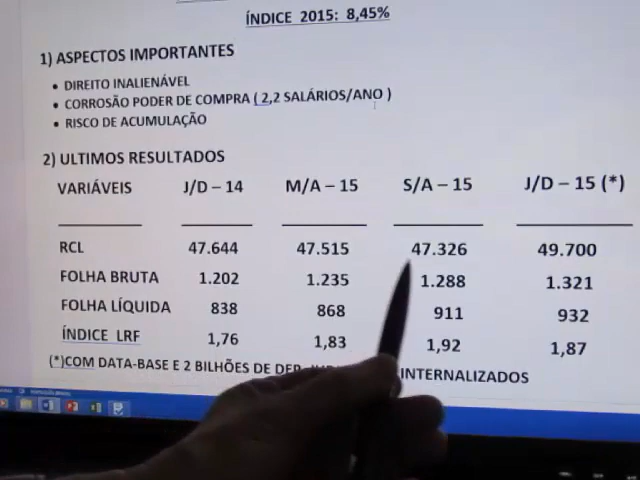 ÍNDICE 2015: 8,45%
1) ASPECTOS IMPORTANTES
• DIREITO INALIENÁVEL
• CORROSÃO PODER DE COMPRA ( 2,2 SALÁRIOS/ANO )
• RISCO DE ACUMULAÇÃO
2) ULTIMOS RESULTADOS
VARIÁVEIS J/D – 14 M/A – 15 S/A – 15 J/D – 15 (*)
RCL 47.644 47.515 47.326 49.700
FOLHA BRUTA 1.202 1.235 1.288 1.321
FOLHA LÍQUIDA 838 868 911 932
ÍNDICE LRF 1,76 1,83 1,92 1,87
(*)COM DATA-BASE E 2 BILHÕES DE INTERNALIZADOS